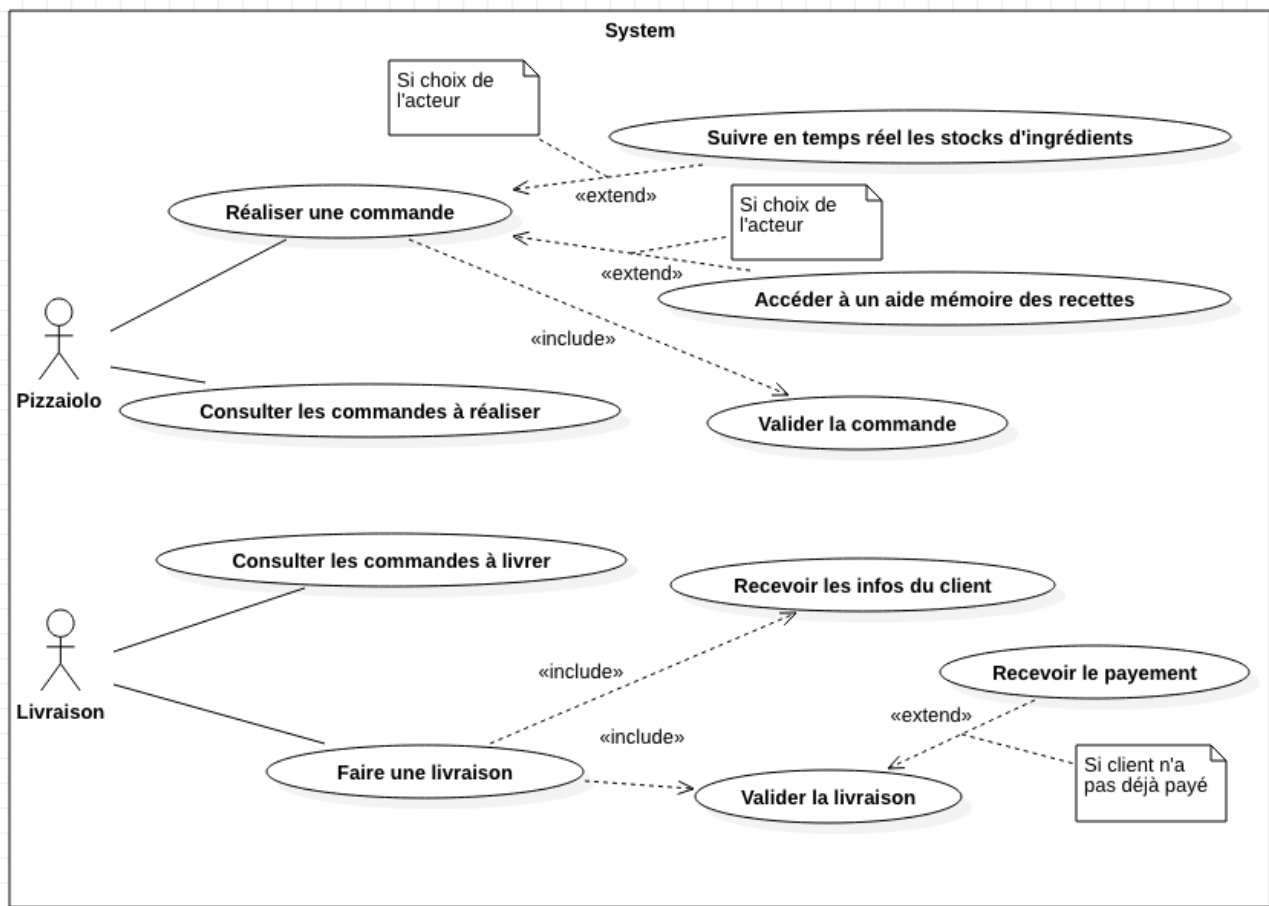 System
Si choix de
l'acteur
Suivre en temps réel les stocks d'ingrédients
«extend»
Réaliser une commande
Si choix de
l'acteur
«extend»
Accéder à un aide mémoire des recettes
«include»
Pizzaiolo
Consulter les commandes à réaliser
Valider la commande
Consulter les commandes à livrer
Recevoir les infos du client
«include»
Recevoir le payement
Livraison
«extend»
«include»
Si client n'a
pas déjà payé
Faire une livraison
Valider la livraison